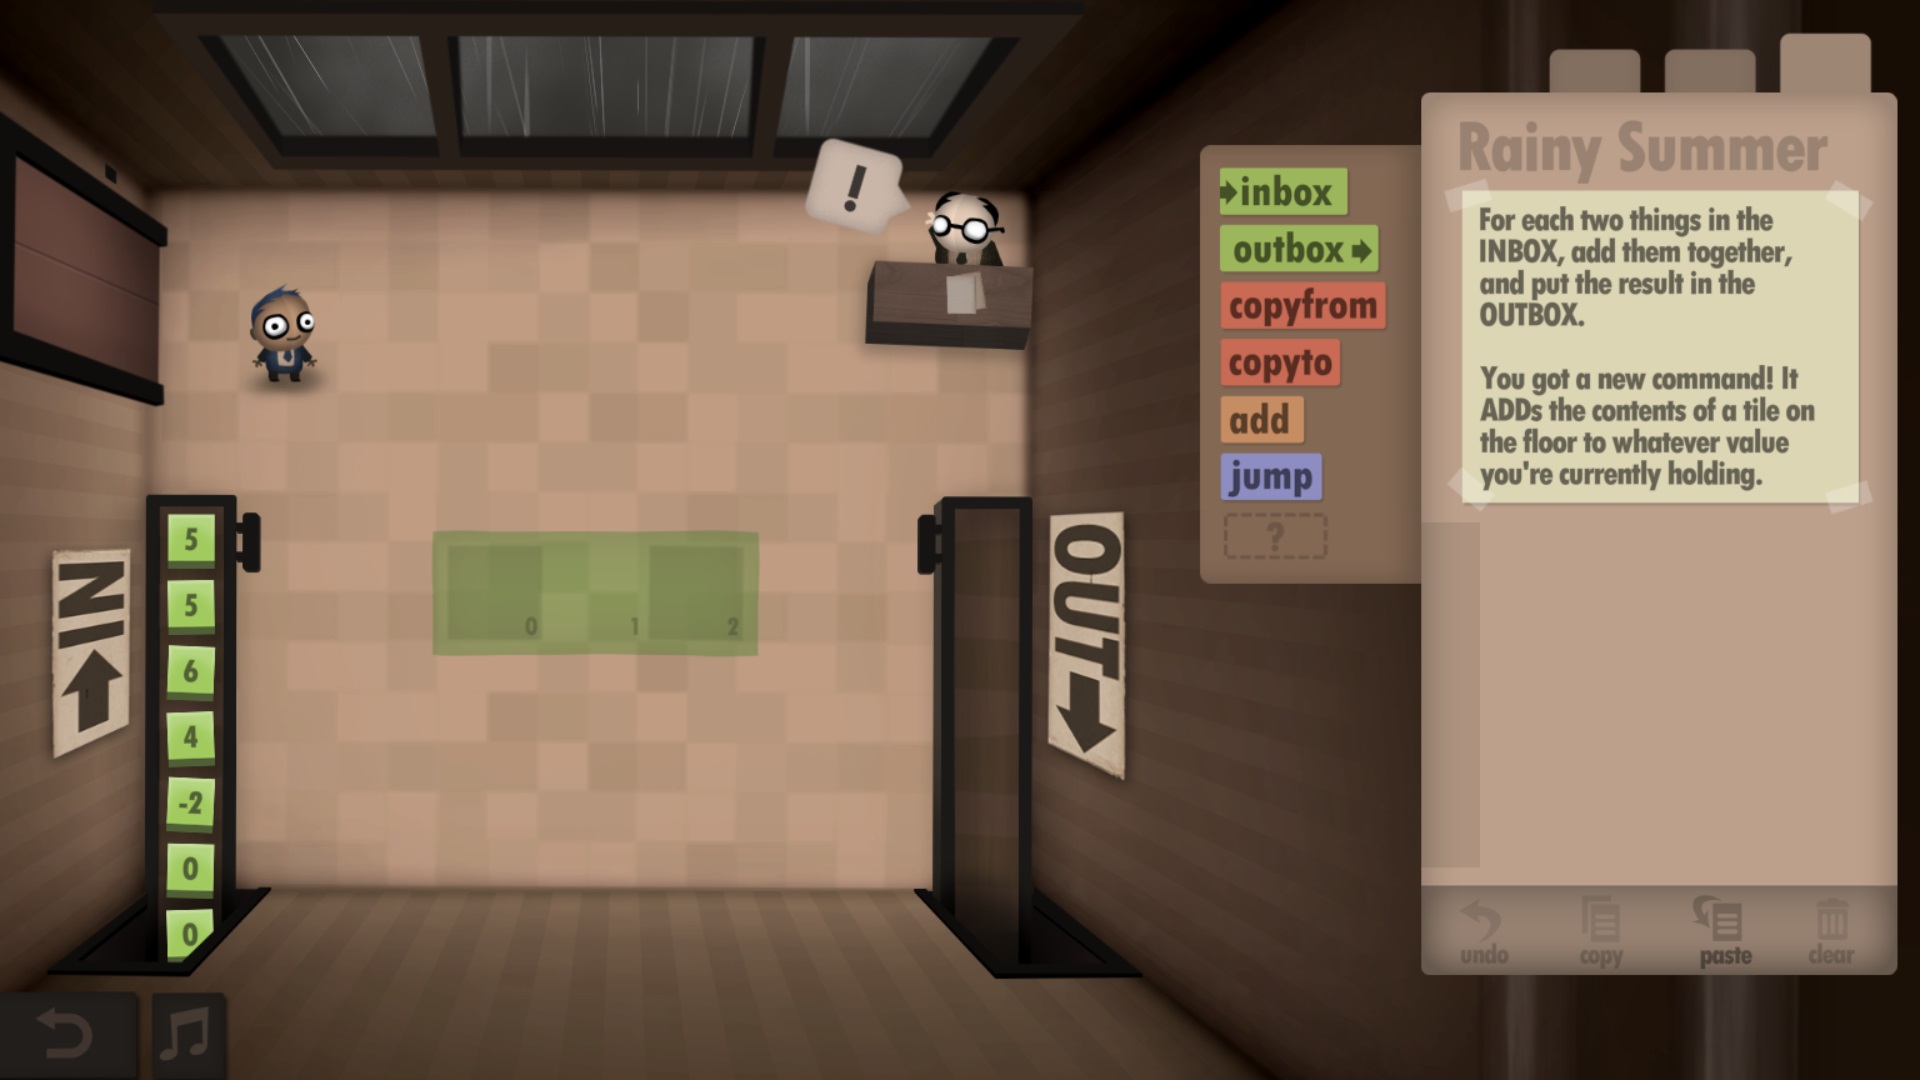 Rainy Summer
For each two things in the
INBOX, add them together,
and put the result in the
OUTBOX.
You got a new command! It
ADDs the contents of a tile on
the floor to whatever value
you're currently holding.
inbox
outbox
copyfrom
copyto
add
jump
?
!
IN
5
5
6
4
-2
0
0
0
1
2
OUT
undo
copy
paste
clear